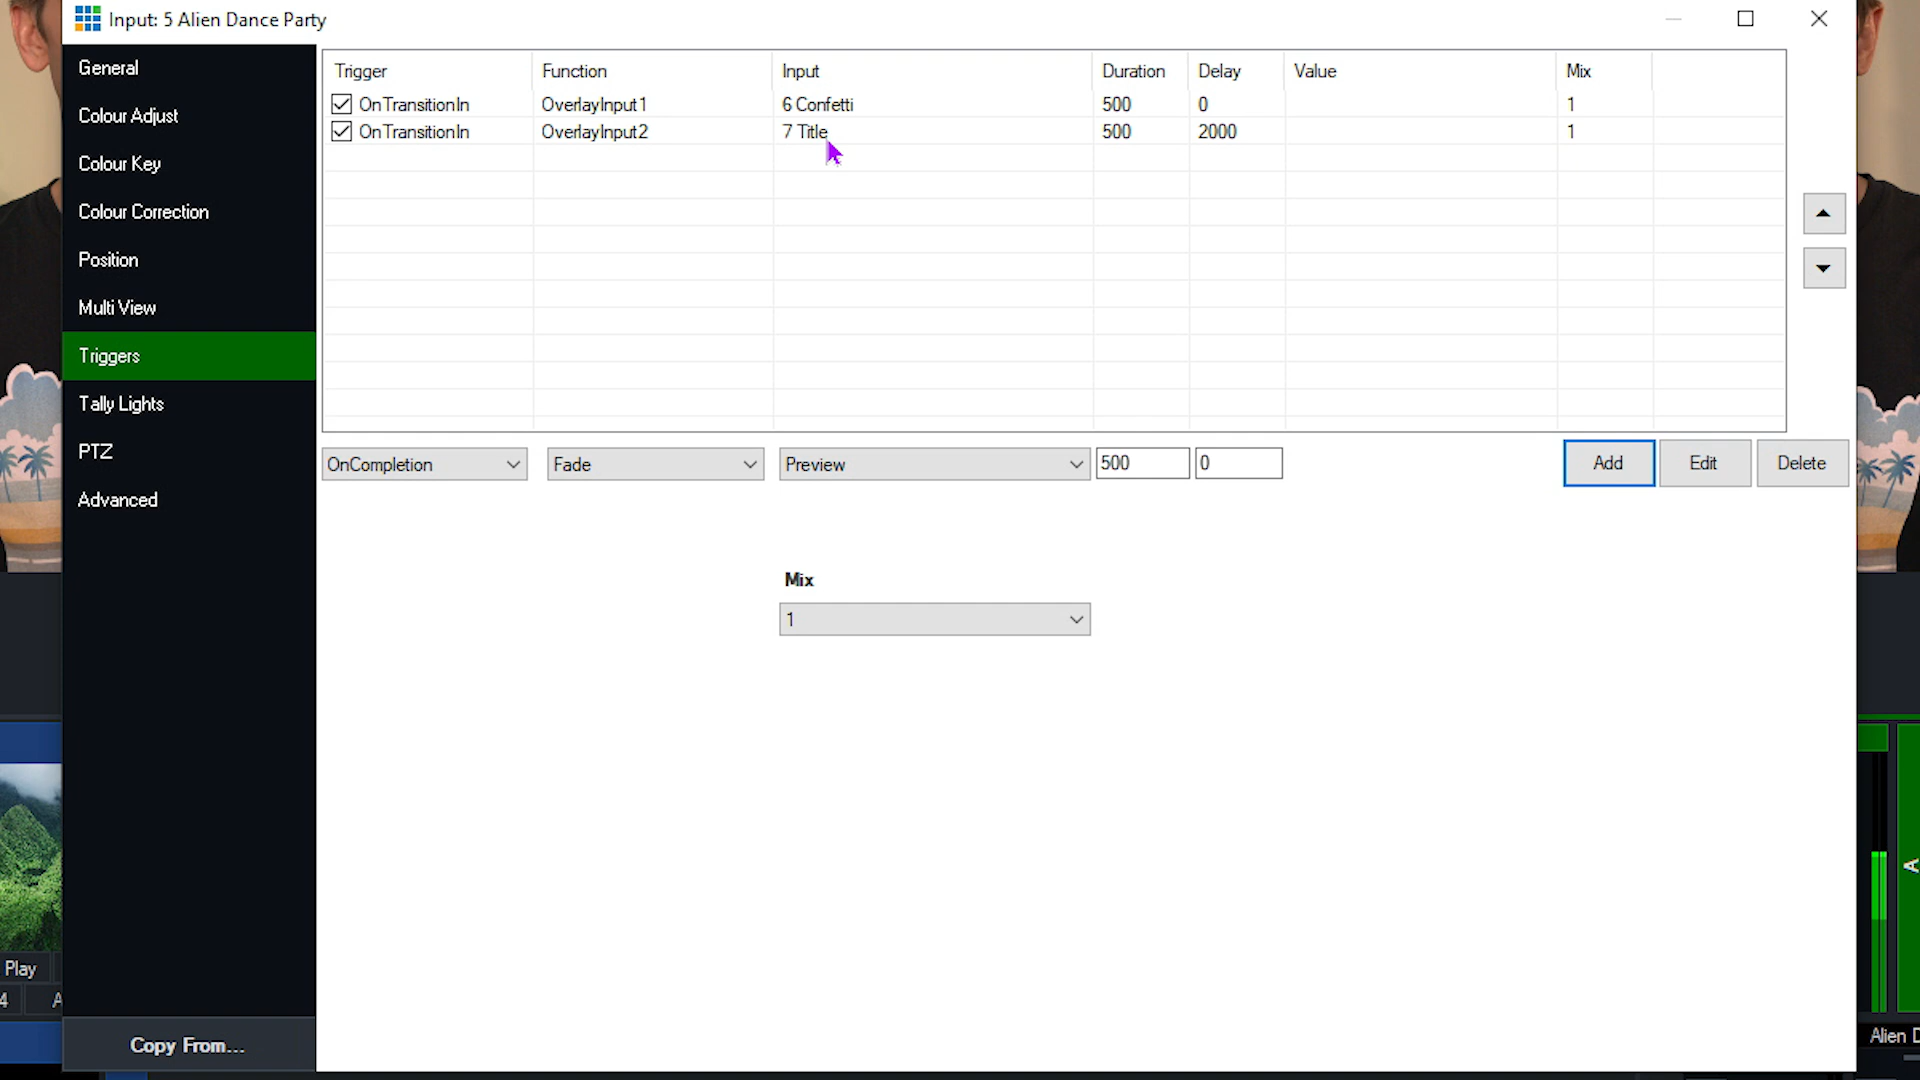 Input: 5 Alien Dance Party
General
Colour Adjust
Colour Key
Colour Correction
Position
Multi View
Triggers
Tally Lights
PTZ
Advanced
Copy From...
Trigger Function Input Duration Delay Value Mix
OnTransitionIn OverlayInput1 6 Confetti 500 0 1
OnTransitionIn OverlayInput2 7 Title 500 2000 1
OnCompletion Fade Preview 500 0 Add Edit Delete
Mix
1
Play
4 A
A
Alien D